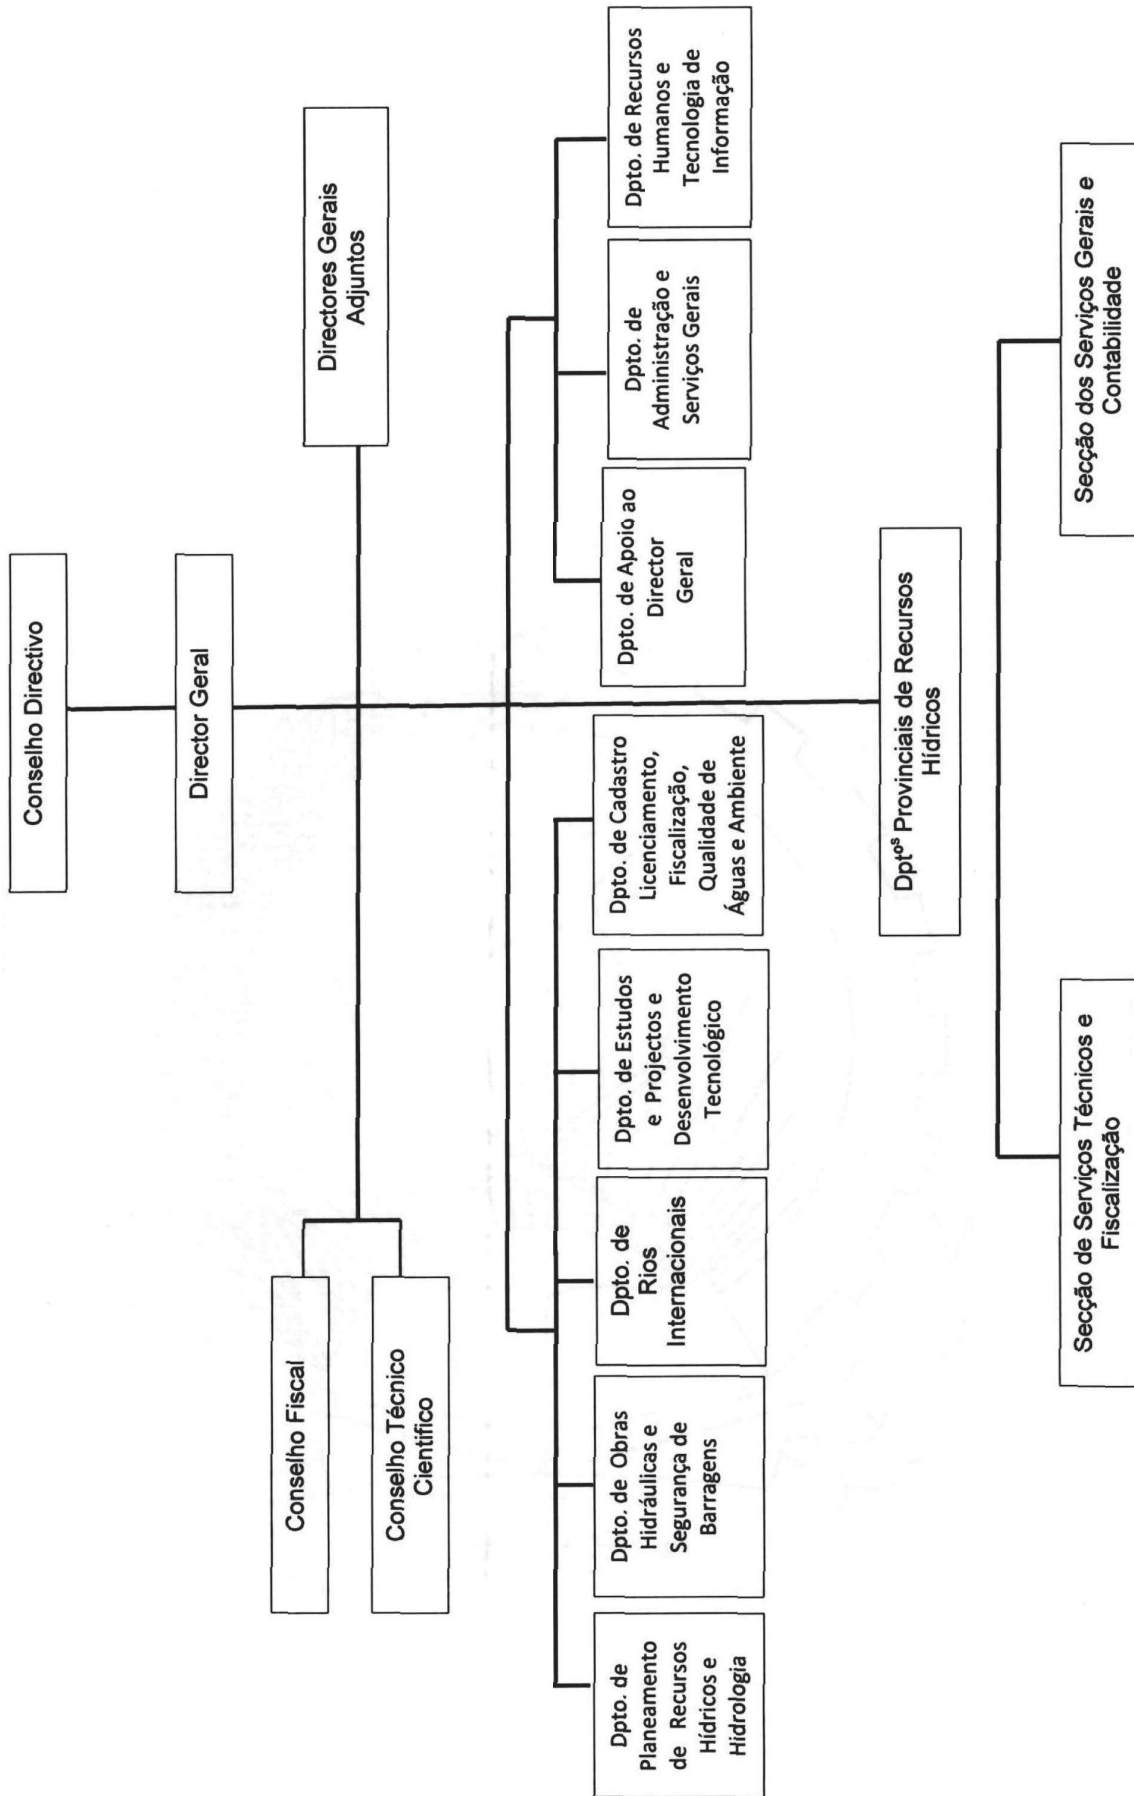 Conselho Directivo
Director Geral
Directores Gerais
Adjuntos
Conselho Fiscal
Conselho Técnico
Cientifico
Dpto. de
Planeamento
de Recursos
Hídricos e
Hidrologia
Dpto. de Obras
Hidráulicas e
Segurança de
Barragens
Dpto. de
Rios
Internacionais
Dpto. de Estudos
e Projectos e
Desenvolvimento
Tecnológico
Dpto. de Cadastro
Licenciamento,
Fiscalização,
Qualidade de
Águas e Ambiente
Dpto. de Apoio ao
Director
Geral
Dpto. de
Administração e
Serviços Gerais
Dpto. de Recursos
Humanos e
Tecnologia de
Informação
Dptºˢ Provinciais de Recursos
Hídricos
Secção de Serviços Técnicos e
Fiscalização
Secção dos Serviços Gerais e
Contabilidade